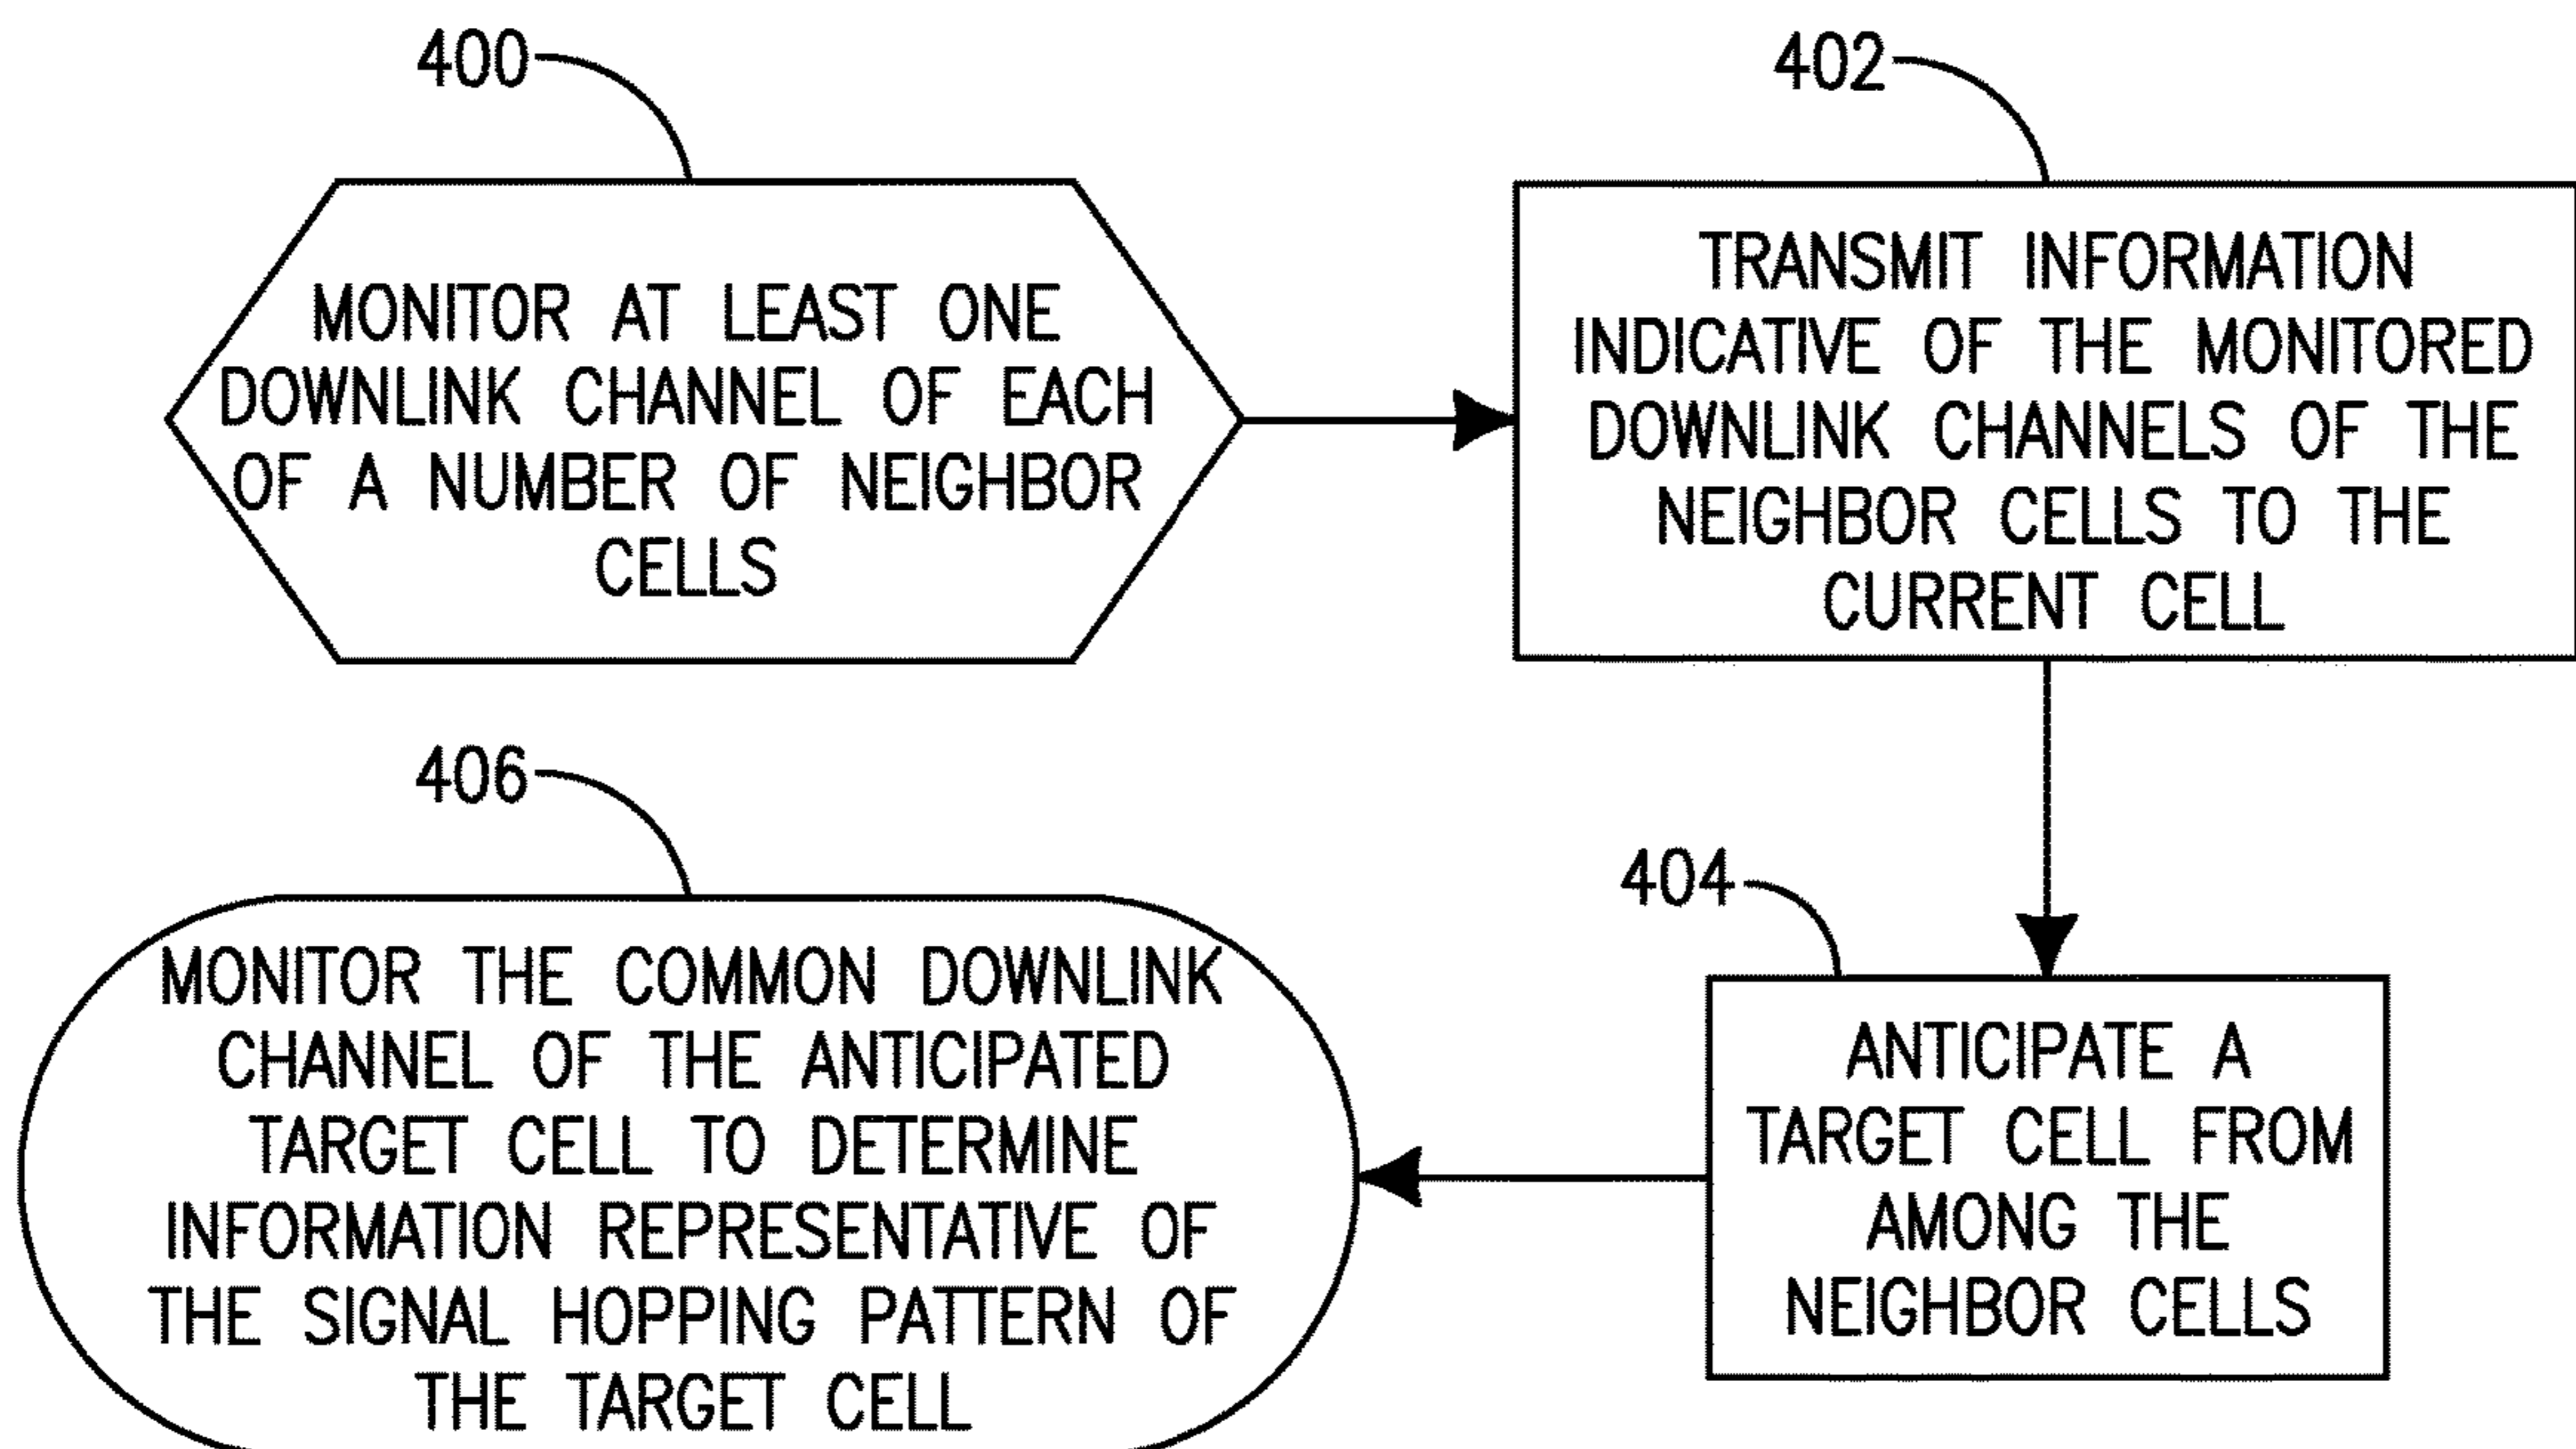 400
MONITOR AT LEAST ONE
DOWNLINK CHANNEL OF EACH
OF A NUMBER OF NEIGHBOR
CELLS
402
TRANSMIT INFORMATION
INDICATIVE OF THE MONITORED
DOWNLINK CHANNELS OF THE
NEIGHBOR CELLS TO THE
CURRENT CELL
404
ANTICIPATE A
TARGET CELL FROM
AMONG THE
NEIGHBOR CELLS
406
MONITOR THE COMMON DOWNLINK
CHANNEL OF THE ANTICIPATED
TARGET CELL TO DETERMINE
INFORMATION REPRESENTATIVE OF
THE SIGNAL HOPPING PATTERN OF
THE TARGET CELL